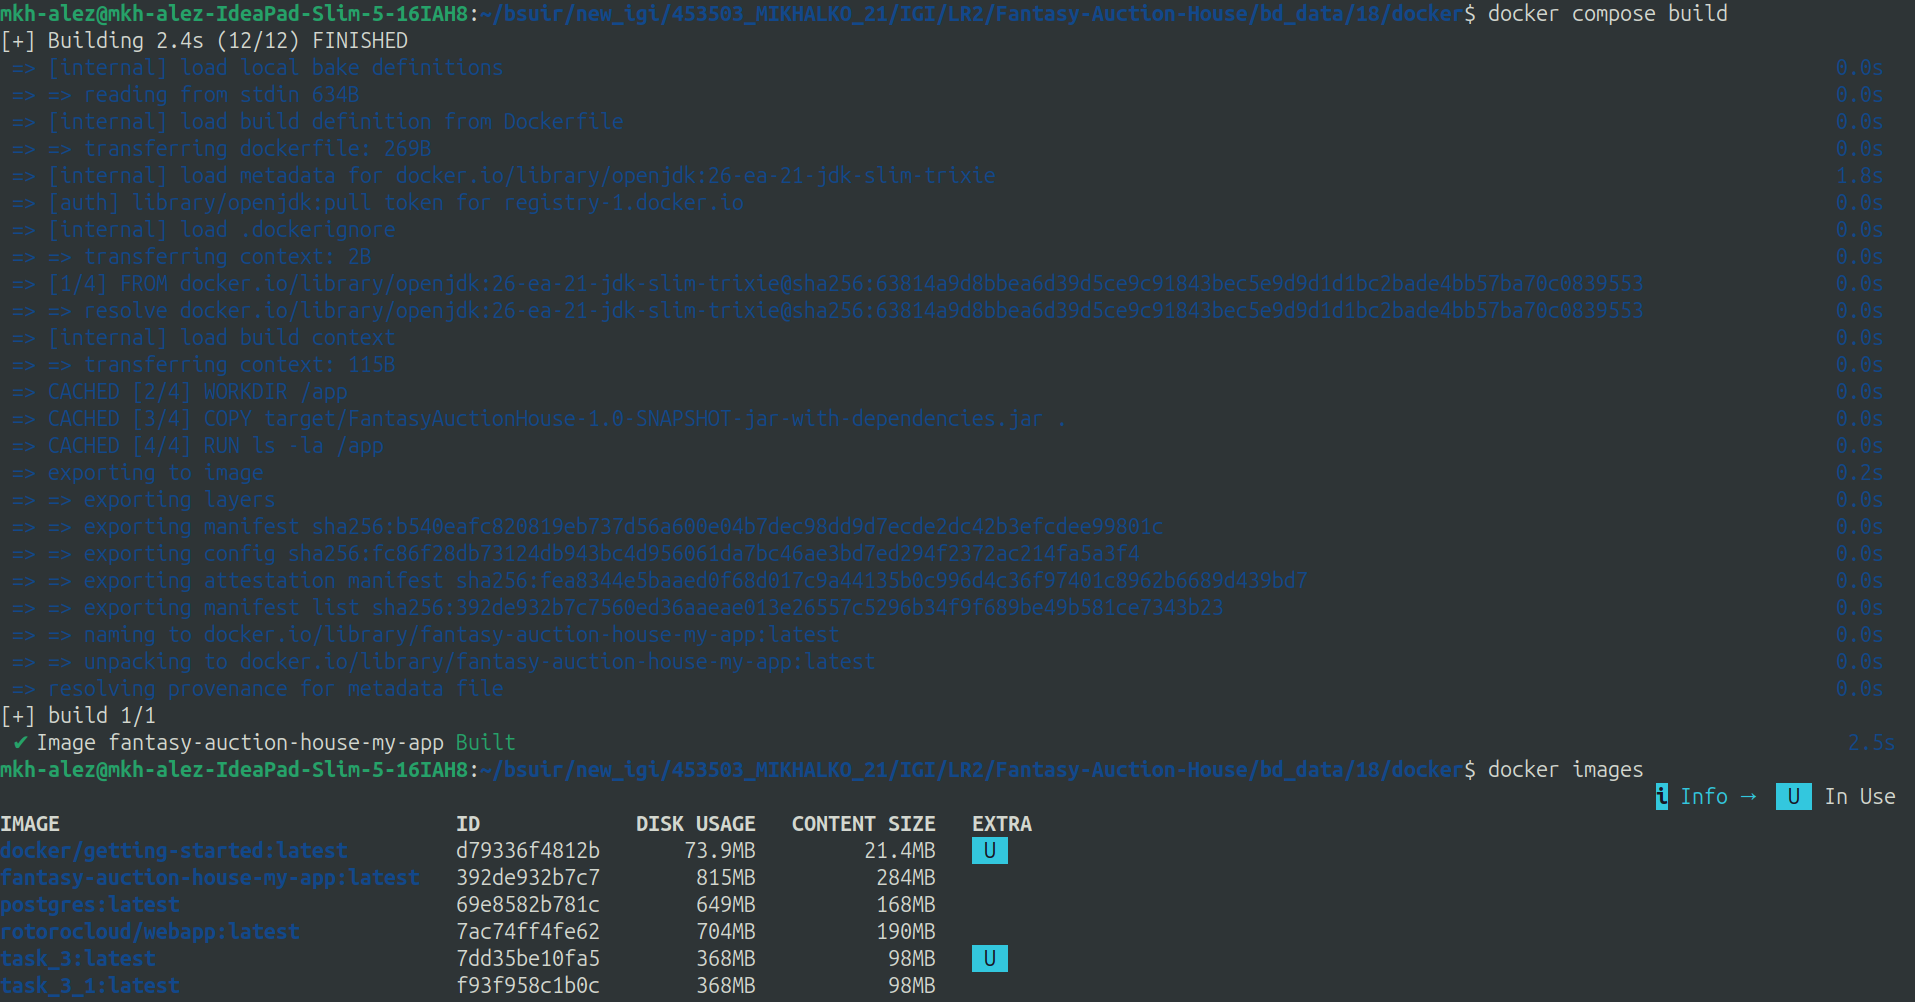 mkh-alez@mkh-alez-IdeaPad-Slim-5-16IAH8:~/bsuir/new_igi/453503_MIKHALKO_21/IGI/LR2/Fantasy-Auction-House/bd_data/18/docker$ docker compose build
[+] Building 2.4s (12/12) FINISHED
=> [internal] load local bake definitions 0.0s
=> => reading from stdin 634B 0.0s
=> [internal] load build definition from Dockerfile 0.0s
=> => transferring dockerfile: 269B 0.0s
=> [internal] load metadata for docker.io/library/openjdk:26-ea-21-jdk-slim-trixie 1.8s
=> [auth] library/openjdk:pull token for registry-1.docker.io 0.0s
=> [internal] load .dockerignore 0.0s
=> => transferring context: 2B 0.0s
=> [1/4] FROM docker.io/library/openjdk:26-ea-21-jdk-slim-trixie@sha256:63814a9d8bbea6d39d5ce9c91843bec5e9d9d1d1bc2bade4bb57ba70c0839553 0.0s
=> => resolve docker.io/library/openjdk:26-ea-21-jdk-slim-trixie@sha256:63814a9d8bbea6d39d5ce9c91843bec5e9d9d1d1bc2bade4bb57ba70c0839553 0.0s
=> [internal] load build context 0.0s
=> => transferring context: 115B 0.0s
=> CACHED [2/4] WORKDIR /app 0.0s
=> CACHED [3/4] COPY target/FantasyAuctionHouse-1.0-SNAPSHOT-jar-with-dependencies.jar . 0.0s
=> CACHED [4/4] RUN ls -la /app 0.0s
=> exporting to image 0.2s
=> => exporting layers 0.0s
=> => exporting manifest sha256:b540eafc820819eb737d56a600e04b7dec98dd9d7ecde2dc42b3efcdee99801c 0.0s
=> => exporting config sha256:fc86f28db73124db943bc4d956061da7bc46ae3bd7ed294f2372ac214fa5a3f4 0.0s
=> => exporting attestation manifest sha256:fea8344e5baaed0f68d017c9a44135b0c996d4c36f97401c8962b6689d439bd7 0.0s
=> => exporting manifest list sha256:392de932b7c7560ed36aaeae013e26557c5296b34f9f689be49b581ce7343b23 0.0s
=> => naming to docker.io/library/fantasy-auction-house-my-app:latest 0.0s
=> => unpacking to docker.io/library/fantasy-auction-house-my-app:latest 0.0s
=> resolving provenance for metadata file 0.0s
[+] build 1/1
✔ Image fantasy-auction-house-my-app Built 2.5s
mkh-alez@mkh-alez-IdeaPad-Slim-5-16IAH8:~/bsuir/new_igi/453503_MIKHALKO_21/IGI/LR2/Fantasy-Auction-House/bd_data/18/docker$ docker images
i Info → U In Use
IMAGE ID DISK USAGE CONTENT SIZE EXTRA
docker/getting-started:latest d79336f4812b 73.9MB 21.4MB U
fantasy-auction-house-my-app:latest 392de932b7c7 815MB 284MB
postgres:latest 69e8582b781c 649MB 168MB
rotorocloud/webapp:latest 7ac74ff4fe62 704MB 190MB
task_3:latest 7dd35be10fa5 368MB 98MB U
task_3_1:latest f93f958c1b0c 368MB 98MB